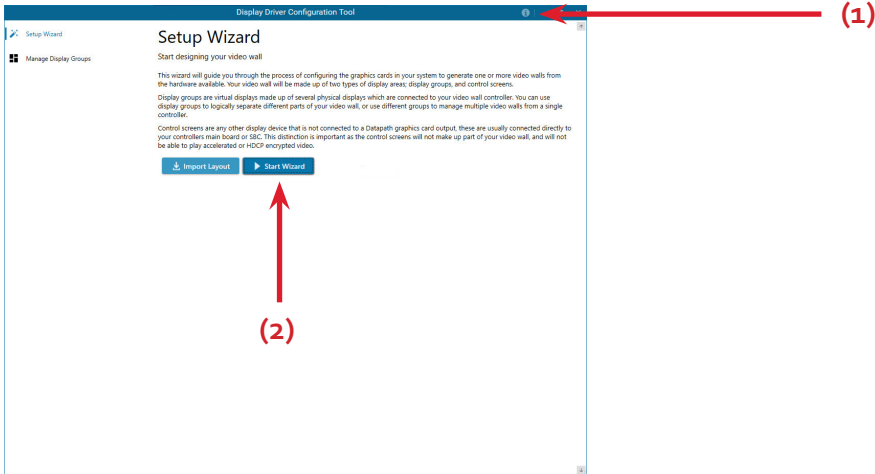 Display Driver Configuration Tool
(1)
Setup Wizard
Manage Display Groups
Setup Wizard
Start designing your video wall
This wizard will guide you through the process of configuring the graphics cards in your system to generate one or more video walls from
the hardware available. Your video wall will be made up of two types of display areas; display groups, and control screens.
Display groups are virtual displays made up of several physical displays which are connected to your video wall controller. You can use
display groups to logically separate different parts of your video wall, or use different groups to manage multiple video walls from a single
controller.
Control screens are any other display device that is not connected to a Datapath graphics card output, these are usually connected directly to
your controllers main board or SBC. This distinction is important as the control screens will not make up part of your video wall, and will not
be able to play accelerated or HDCP encrypted video.
Import Layout
Start Wizard
(2)